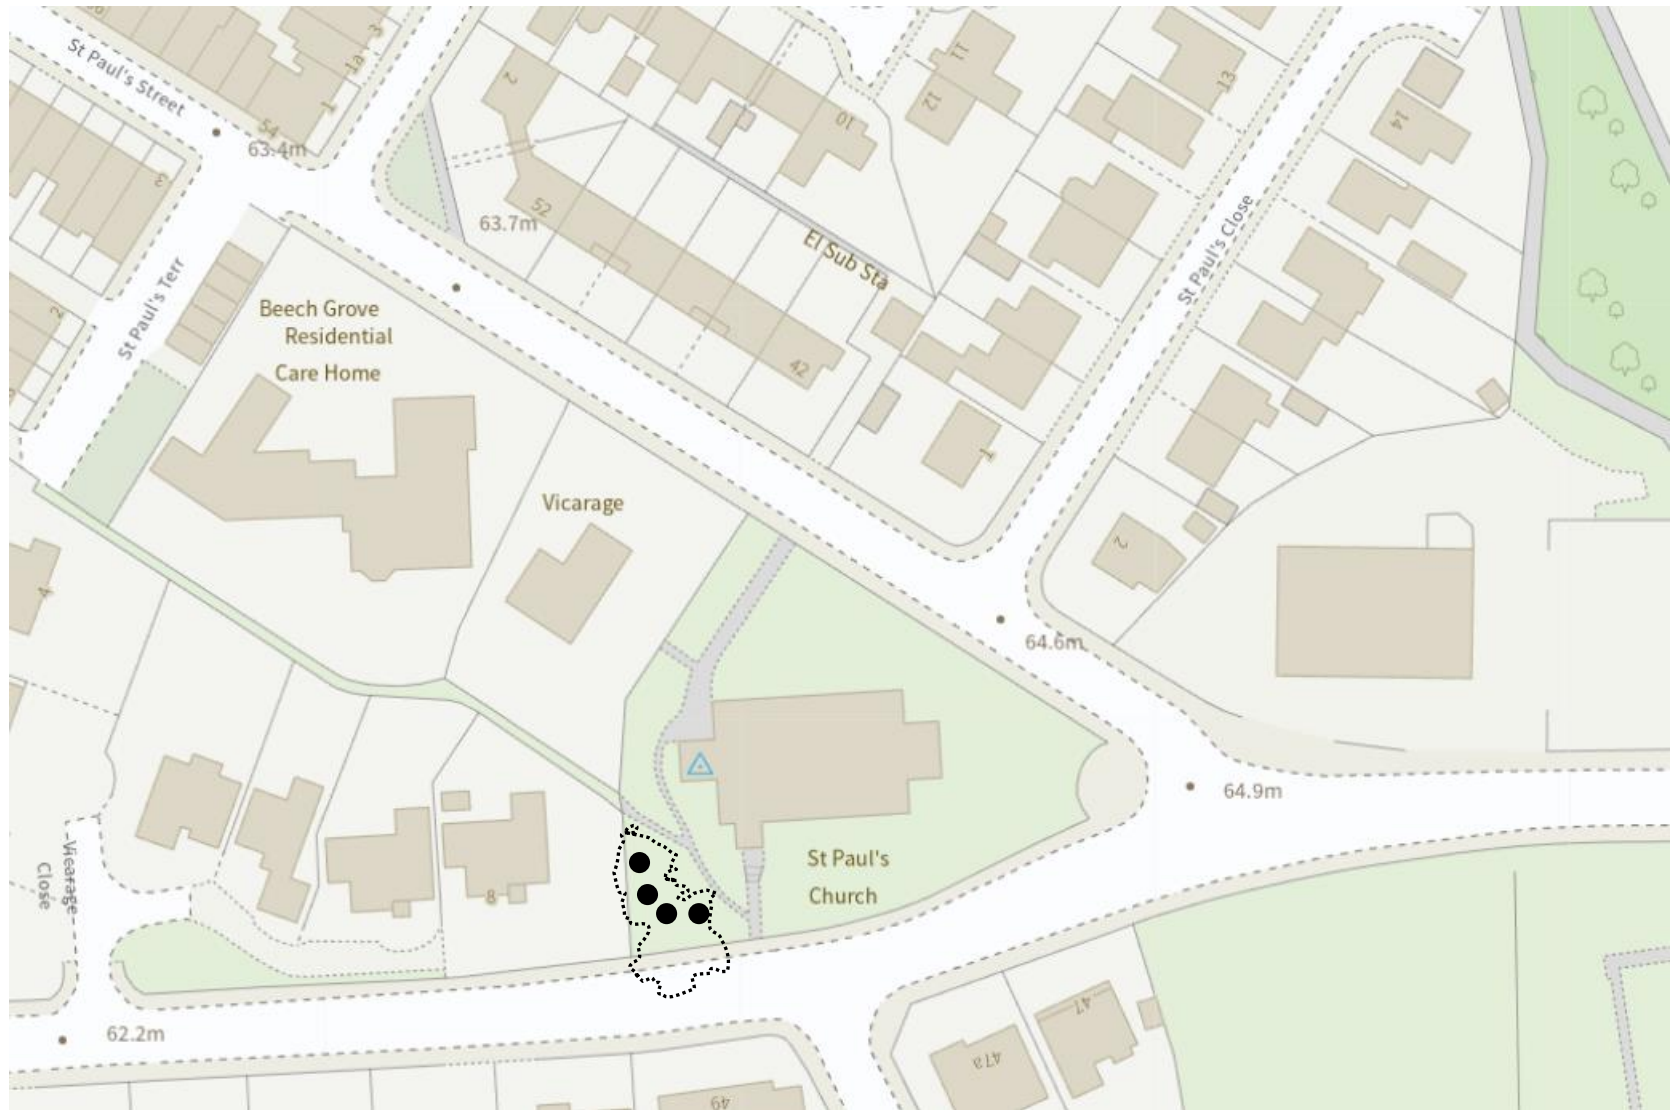 St Paul's Street
3
1a
1
54
63.4m
3
2
52
63.7m
10
11
12
13
14
El Sub Sta
St Paul's Close
St Paul's Terr
2
Beech Grove
Residential
Care Home
42
1
Vicarage
2
4
64.6m
64.9m
St Paul's
Church
8
Vicarage
Close
62.2m
47
47a
49